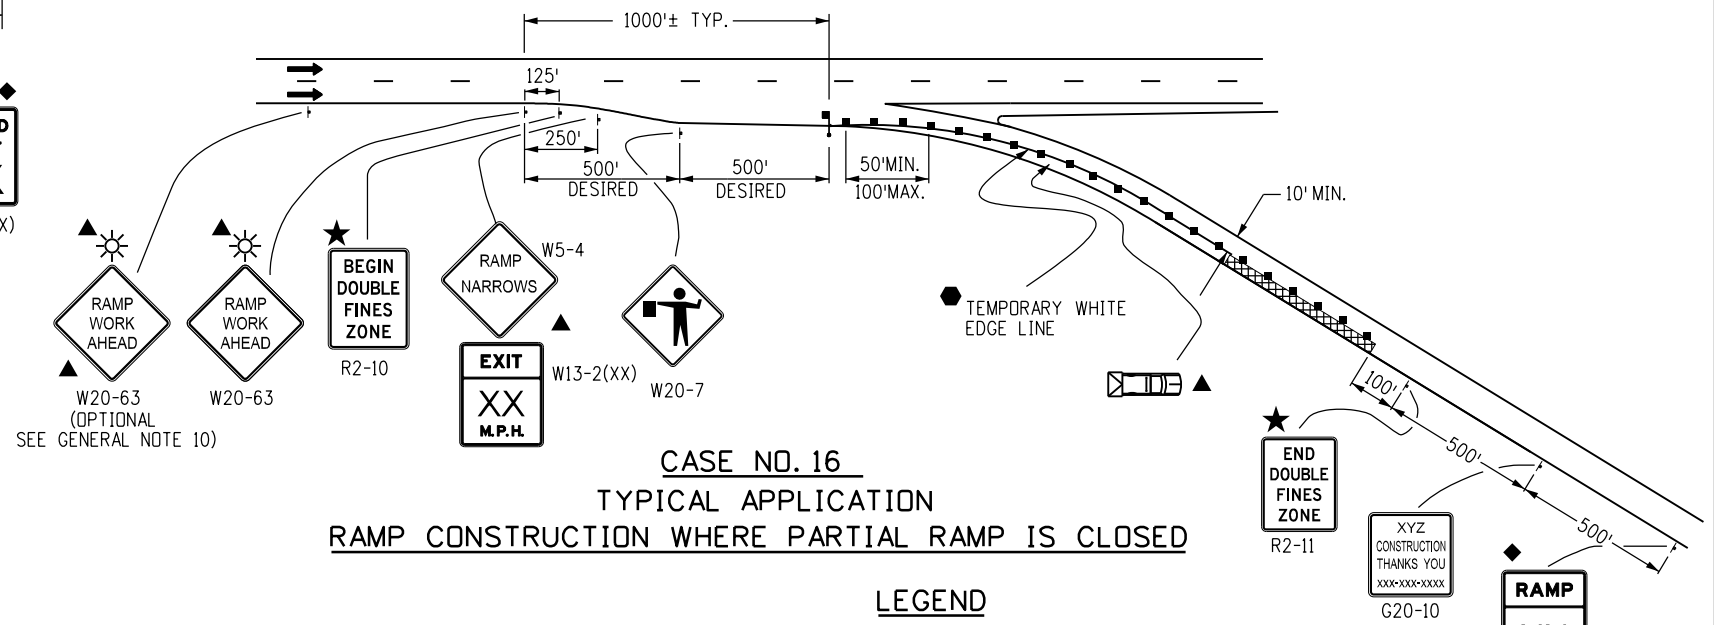 1000'± TYP.
125'
250'
500'
DESIRED
500'
DESIRED
50'MIN.
100'MAX.
10' MIN.
RAMP
WORK
AHEAD
W20-63
(OPTIONAL
SEE GENERAL NOTE 10)
RAMP
WORK
AHEAD
W20-63
BEGIN
DOUBLE
FINES
ZONE
R2-10
RAMP
NARROWS
W5-4
EXIT
XX
M.P.H.
W13-2(XX)
W20-7
TEMPORARY WHITE
EDGE LINE
100'
500'
500'
END
DOUBLE
FINES
ZONE
R2-11
XYZ
CONSTRUCTION
THANKS YOU
xxx-xxx-xxxx
G20-10
RAMP
CASE NO. 16
TYPICAL APPLICATION
RAMP CONSTRUCTION WHERE PARTIAL RAMP IS CLOSED
LEGEND